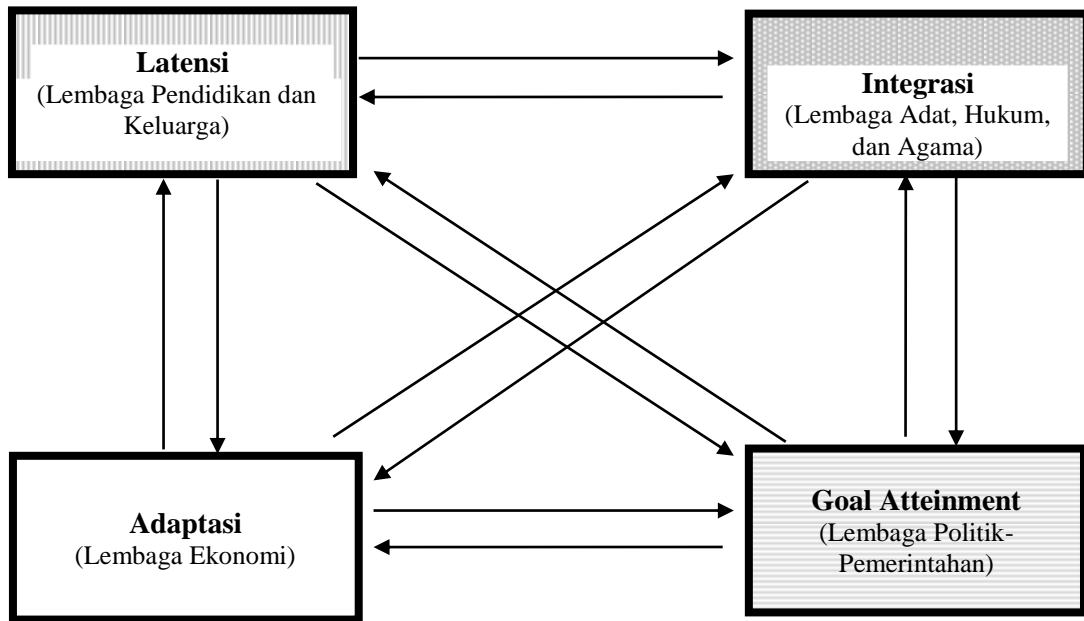 Latensi
(Lembaga Pendidikan dan
Keluarga)
Integrasi
(Lembaga Adat, Hukum,
dan Agama)
Adaptasi
(Lembaga Ekonomi)
Goal Atteinment
(Lembaga Politik-
Pemerintahan)